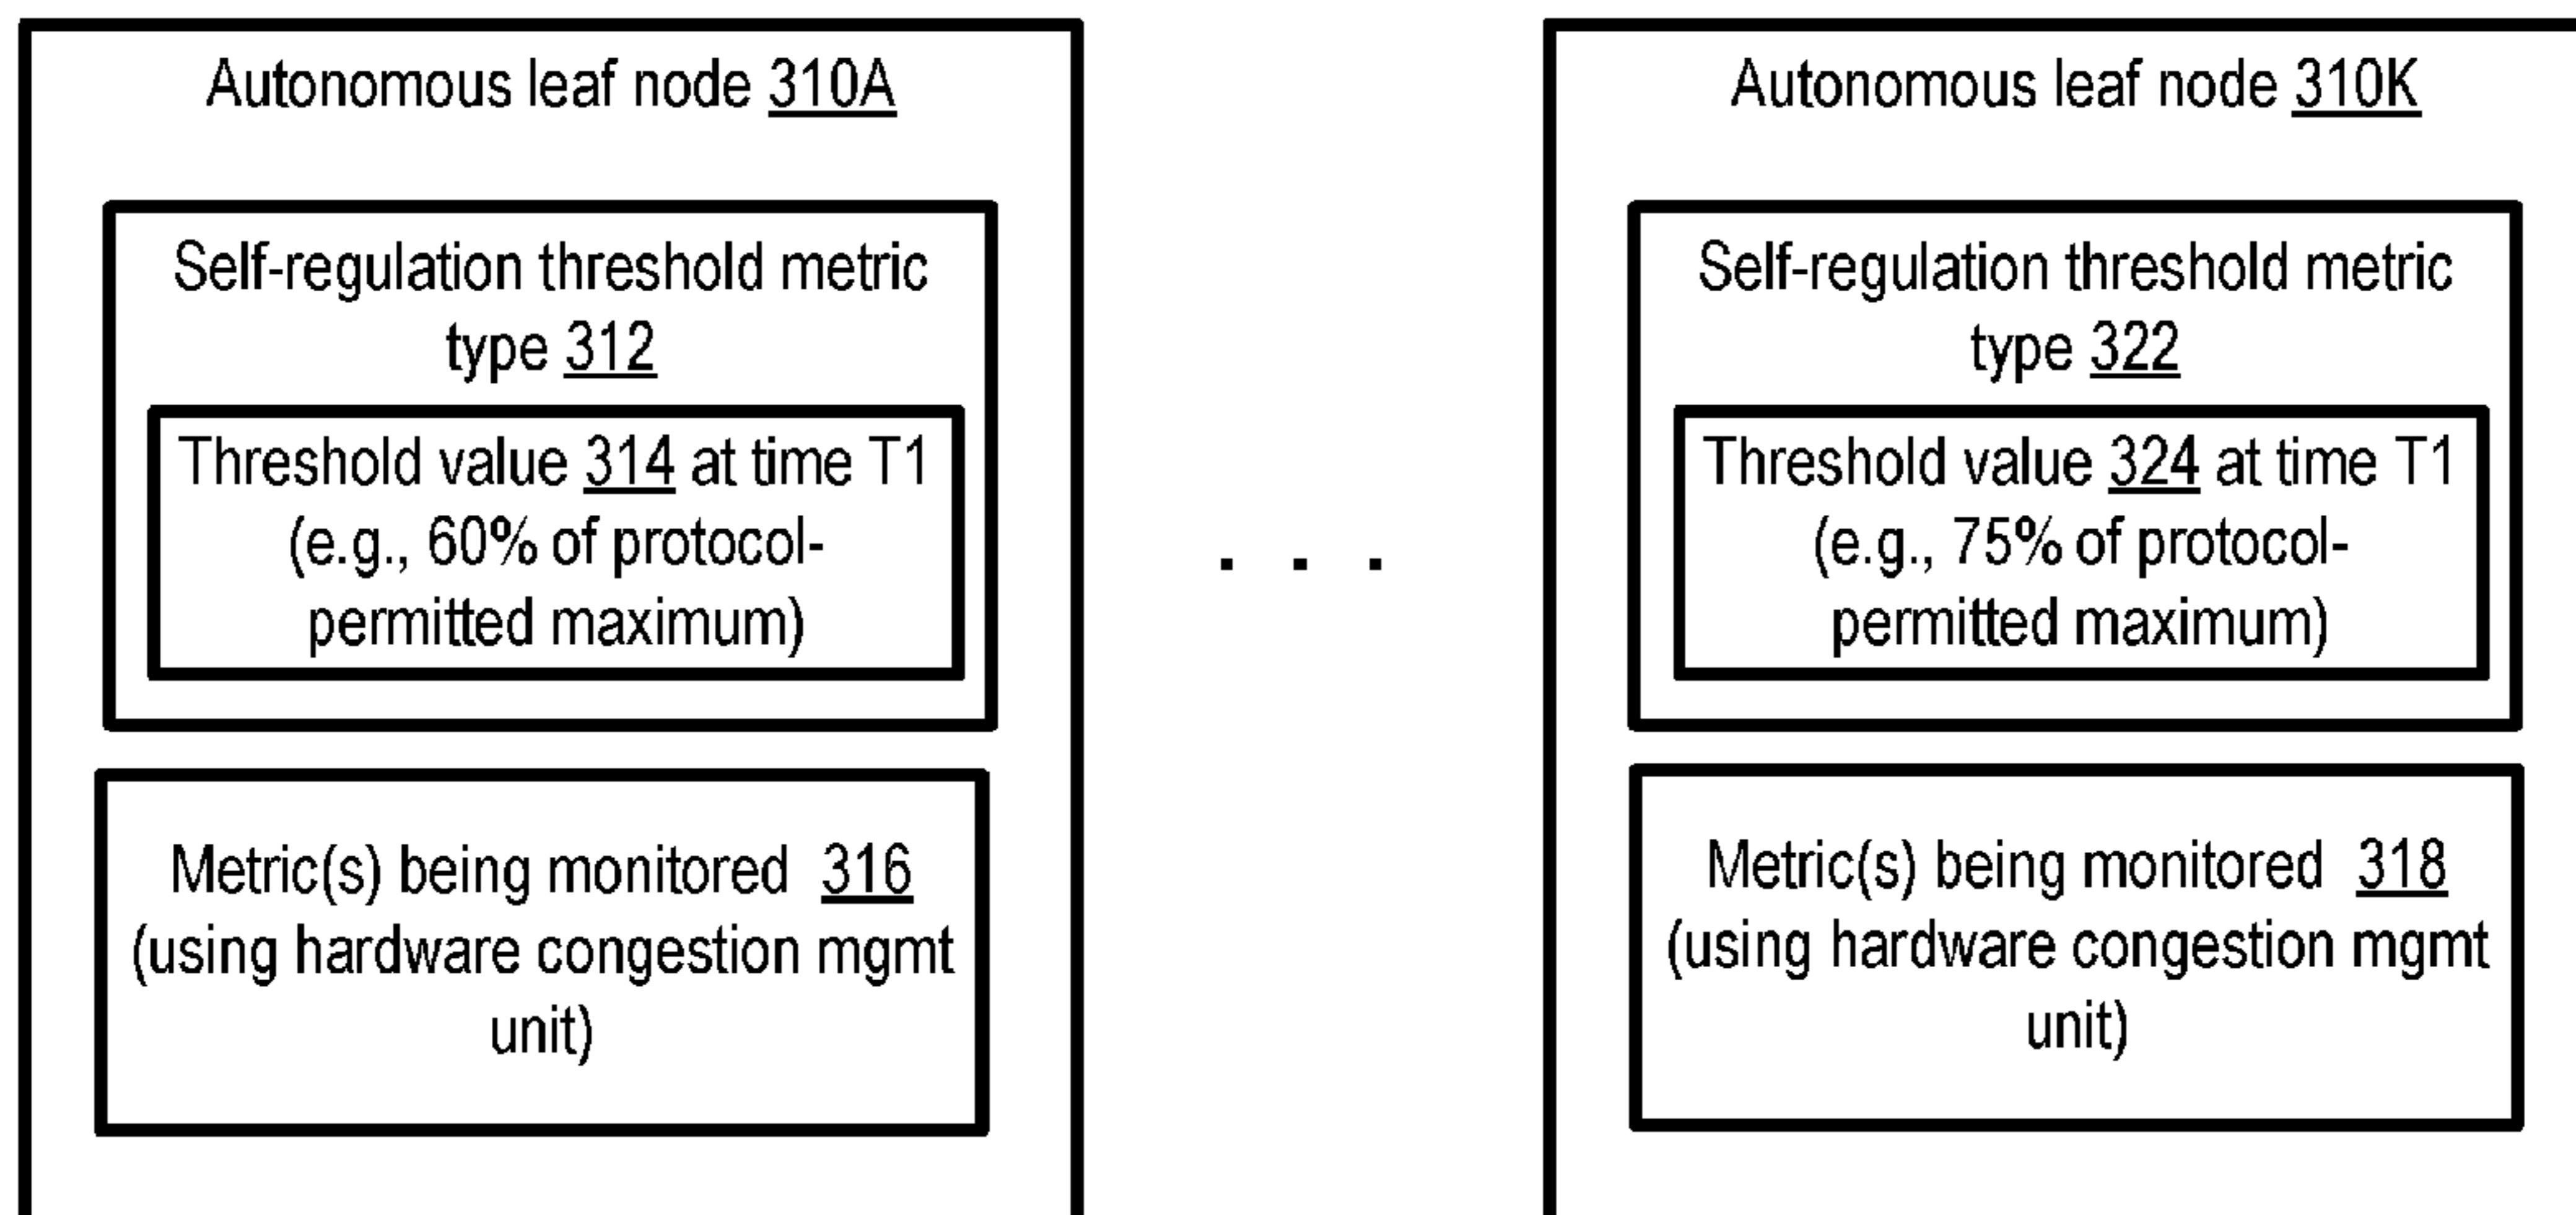 Autonomous leaf node 310A
Self-regulation threshold metric
type 312
Threshold value 314 at time T1
(e.g., 60% of protocol-
permitted maximum)
Metric(s) being monitored 316
(using hardware congestion mgmt
unit)
. . .
Autonomous leaf node 310K
Self-regulation threshold metric
type 322
Threshold value 324 at time T1
(e.g., 75% of protocol-
permitted maximum)
Metric(s) being monitored 318
(using hardware congestion mgmt
unit)